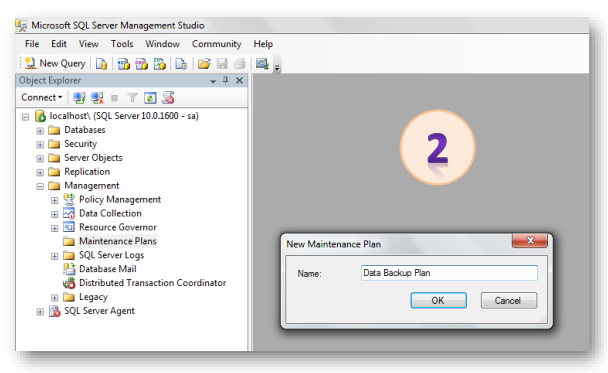 Microsoft SQL Server Management Studio
File Edit View Tools Window Community Help
New Query
Object Explorer
Connect
localhost\ (SQL Server 10.0.1600 - sa)
Databases
Security
Server Objects
Replication
Management
Policy Management
Data Collection
Resource Governor
Maintenance Plans
SQL Server Logs
Database Mail
Distributed Transaction Coordinator
Legacy
SQL Server Agent
2
New Maintenance Plan
Name: Data Backup Plan
OK Cancel